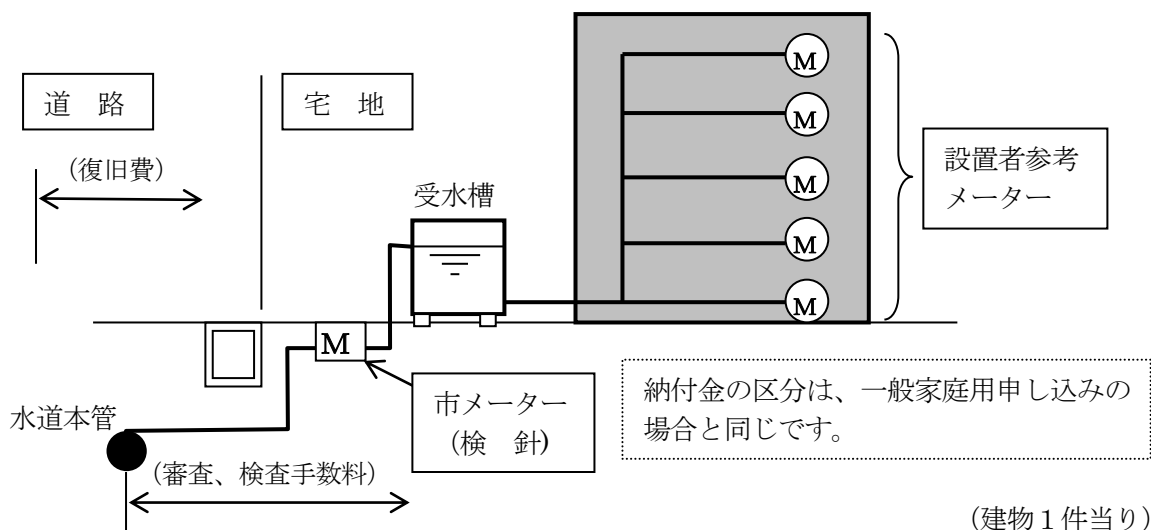 道　路
宅　地
(復旧費)
受水槽
M
M
M
M
M
設置者参考
メーター
M
市メーター
(検　針)
納付金の区分は、一般家庭用申し込みの
場合と同じです。
水道本管
(審査、検査手数料)
(建物１件当り)